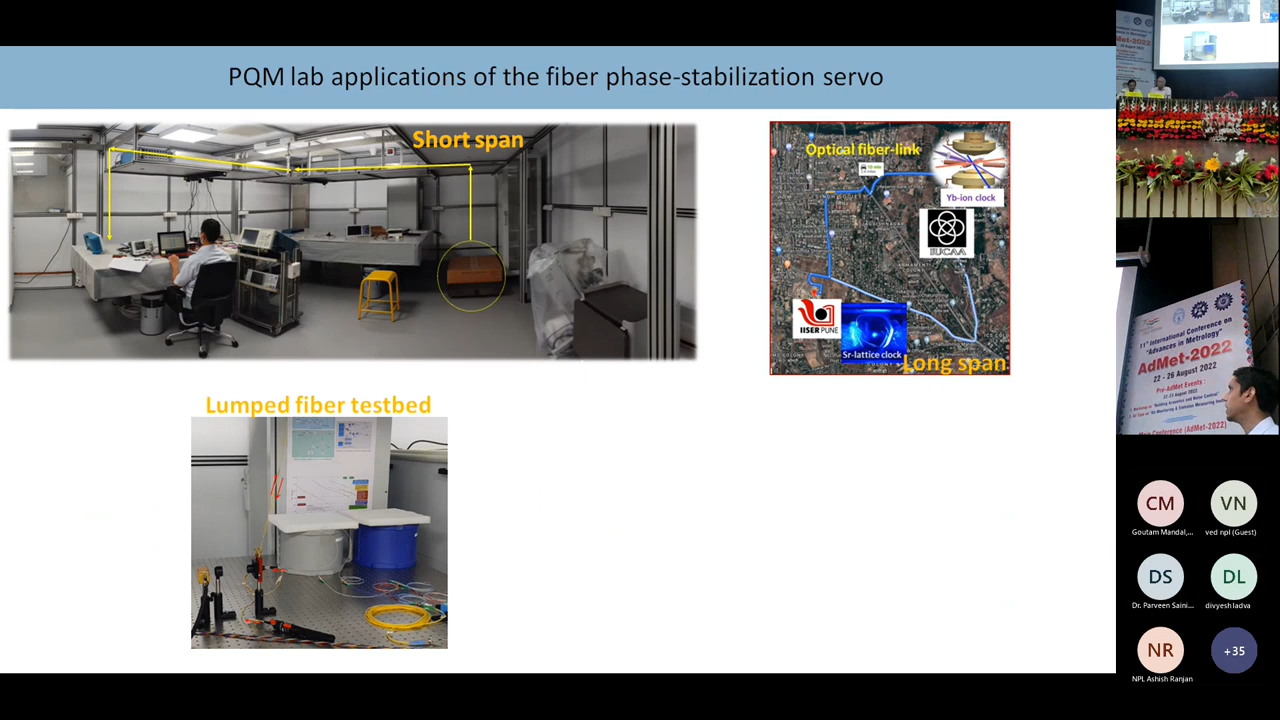 PQM lab applications of the fiber phase-stabilization servo
Short span
Optical fiber-link
Yb-ion clock
IUCAA
IISER PUNE
Sr-lattice clock
Long span
Lumped fiber testbed
11th International Conference on
"Advances in Metrology"
AdMet-2022
22 - 26 August 2022
Pre-AdMet Events :
CM
VN
Goutam Mandal,...
ved npl (Guest)
DS
DL
Dr. Parveen Saini...
divyesh ladva
NR
+35
NPL Ashish Ranjan